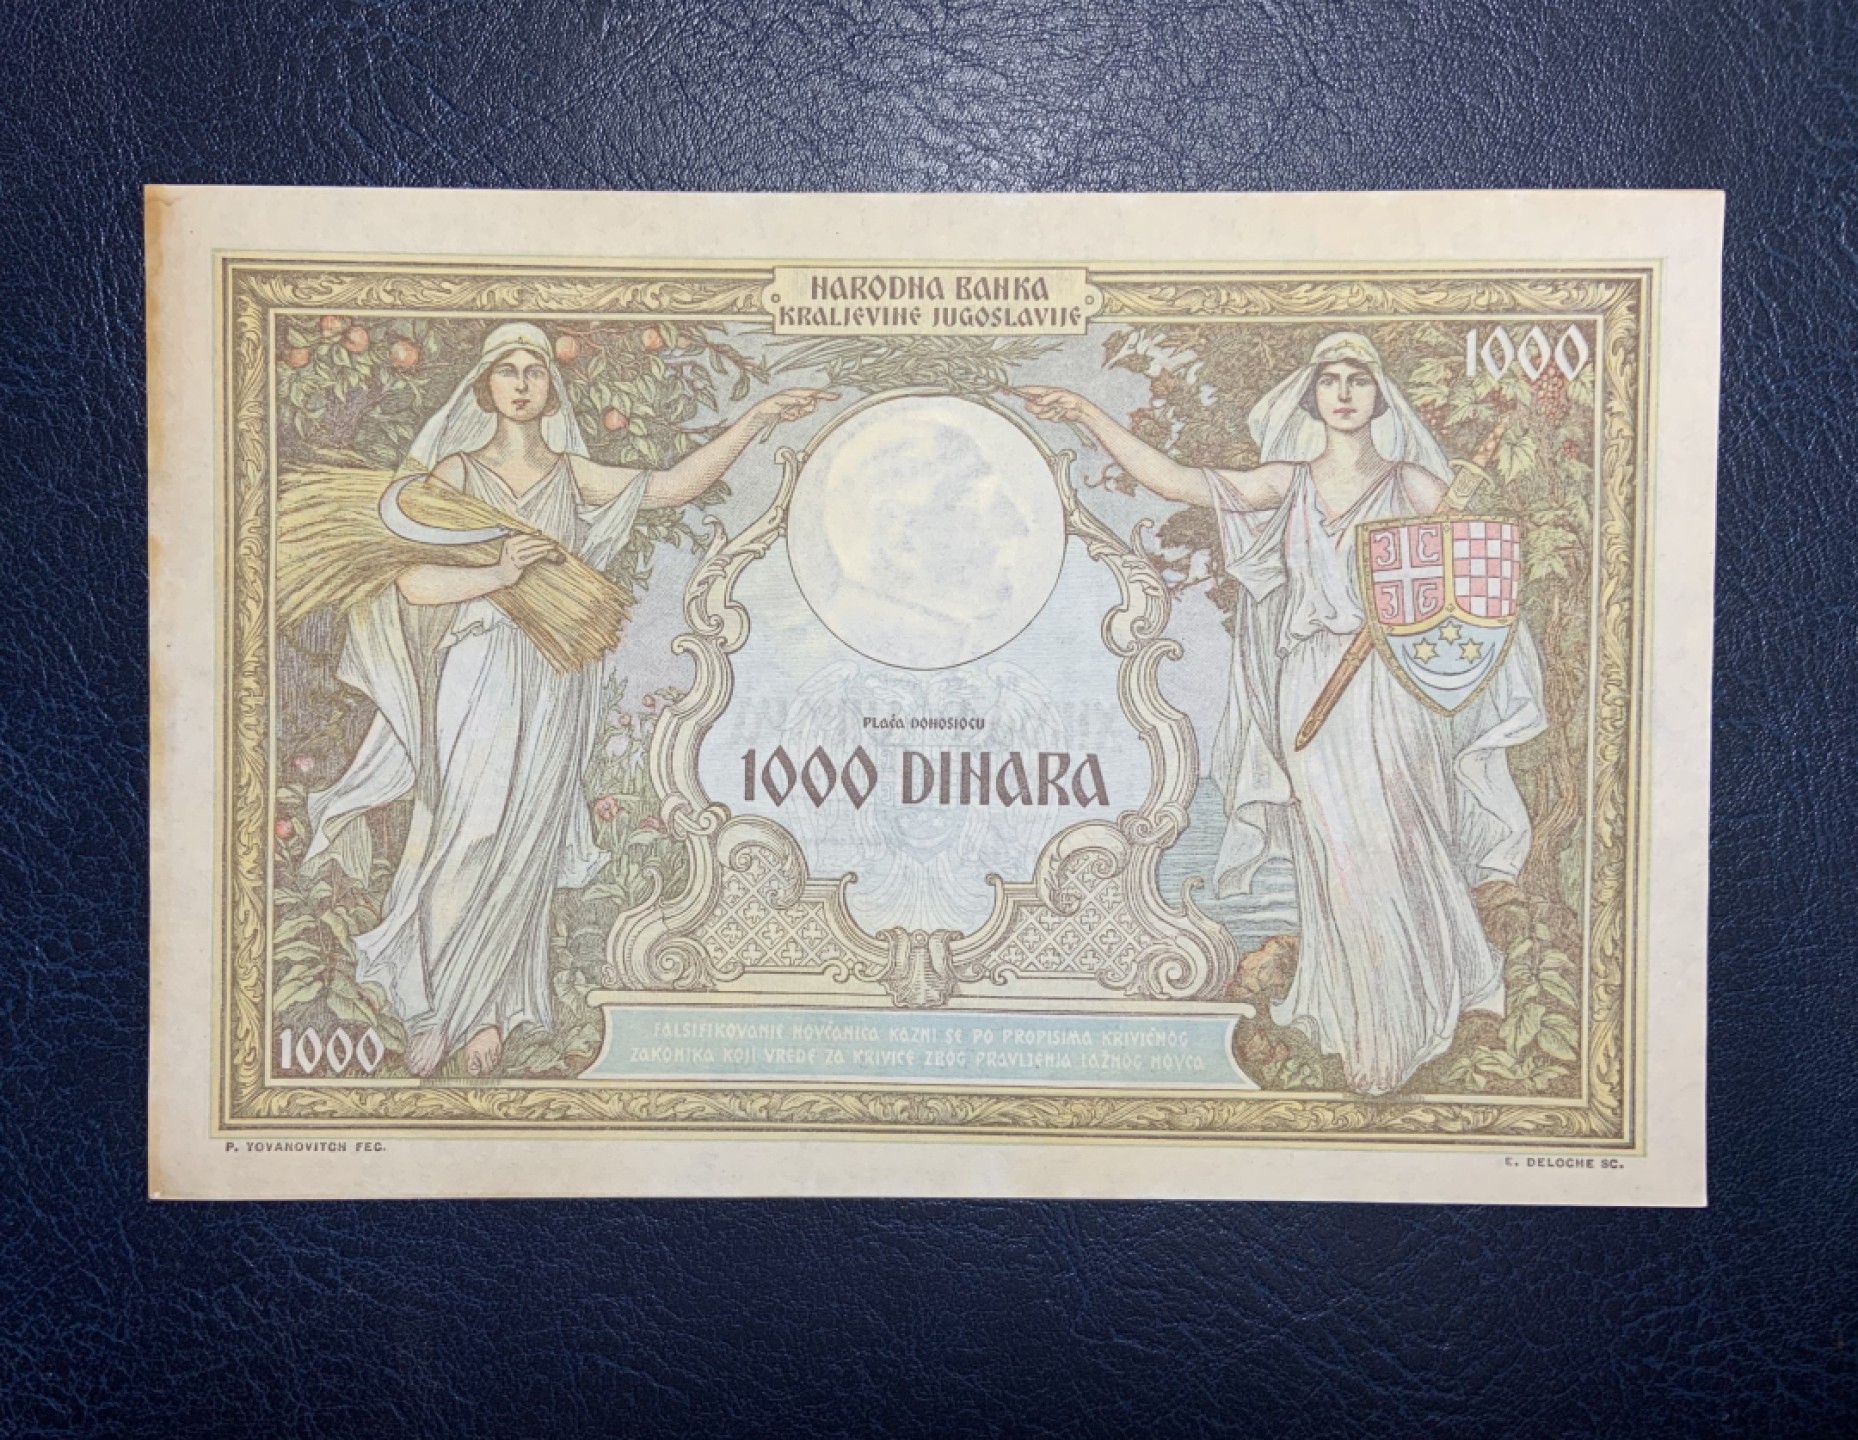 NARODNA BANKA
KRALJEVINE JUGOSLAVIJE
1000
PLAĆA DONOSIOCU
1000 DINARA
FALSIFIKOVANJE NOVČANICA KAZNI SE PO PROPISIMA KRIVIČNOG
ZAKONIKA KOJI VREDE ZA KRIVICE ZBOG PRAVLJENJA LAŽNOG NOVCA
1000
P. YOVANOVITCH FEC.
E. DELOCHE SC.